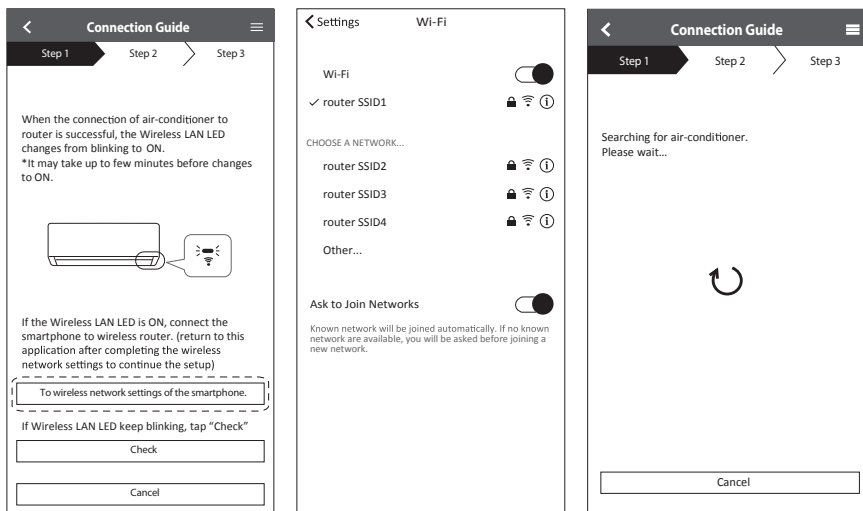 Connection Guide
Step 1
Step 2
Step 3
When the connection of air-conditioner to
router is successful, the Wireless LAN LED
changes from blinking to ON.
*It may take up to few minutes before changes
to ON.
If the Wireless LAN LED is ON, connect the
smartphone to wireless router. (return to this
application after completing the wireless
network settings to continue the setup)
To wireless network settings of the smartphone.
If Wireless LAN LED keep blinking, tap “Check”
Check
Cancel
Settings
Wi-Fi
Wi-Fi
router SSID1
CHOOSE A NETWORK...
router SSID2
router SSID3
router SSID4
Other...
Ask to Join Networks
Known network will be joined automatically. If no known
network are available, you will be asked before joining a
new network.
Connection Guide
Step 1
Step 2
Step 3
Searching for air-conditioner.
Please wait...
Cancel